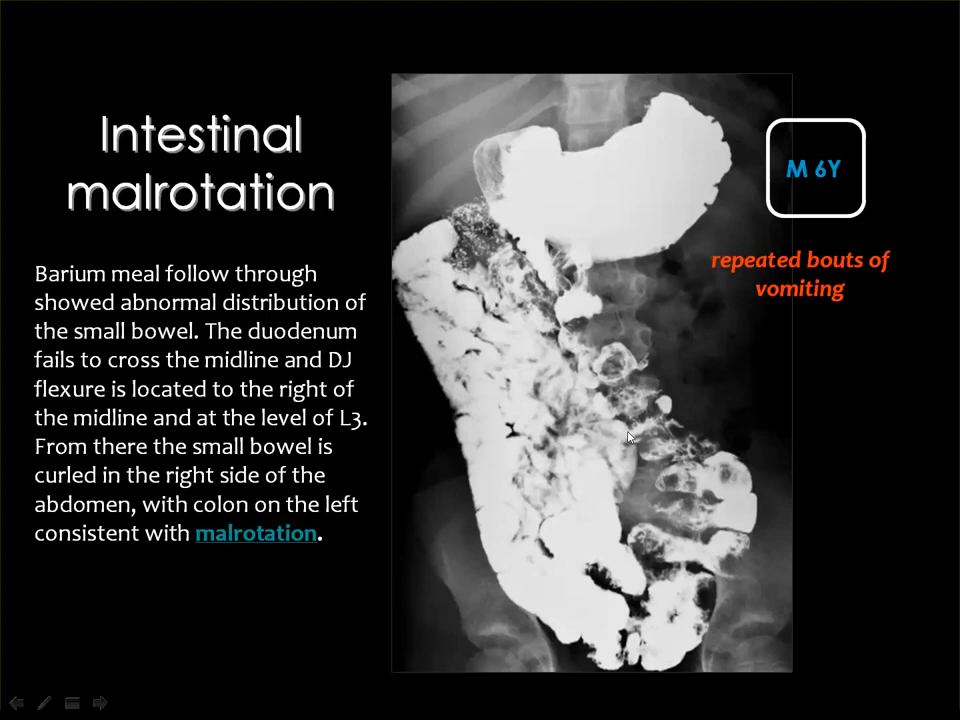 Intestinal
malrotation
M 6Y
repeated bouts of
vomiting
Barium meal follow through
showed abnormal distribution of
the small bowel. The duodenum
fails to cross the midline and DJ
flexure is located to the right of
the midline and at the level of L3.
From there the small bowel is
curled in the right side of the
abdomen, with colon on the left
consistent with malrotation.